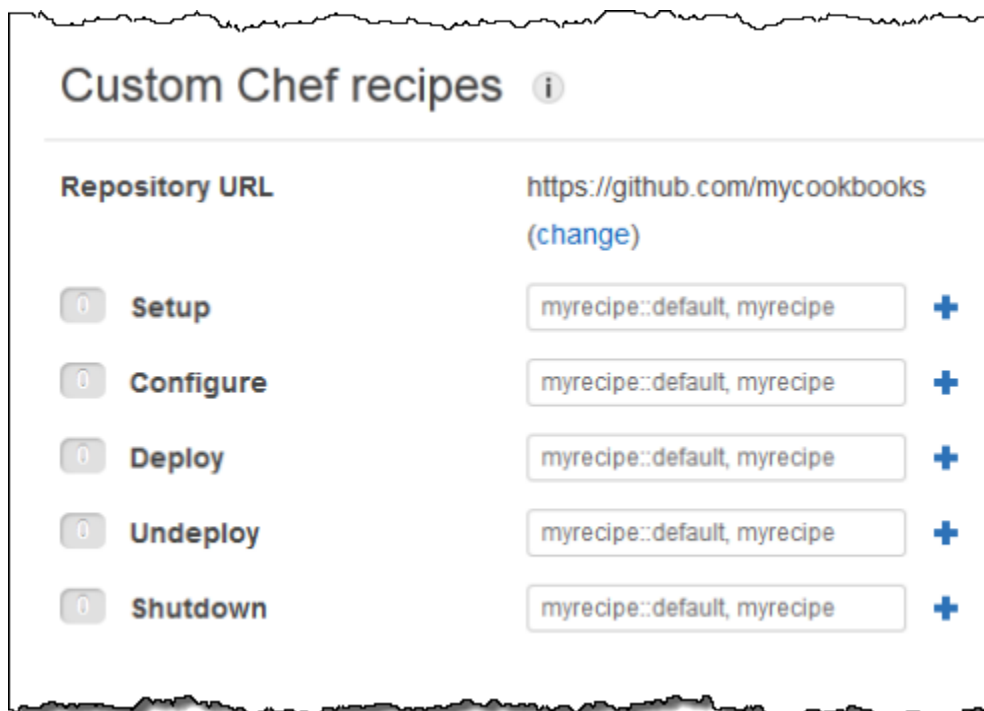 Custom Chef recipes i
Repository URL https://github.com/mycookbooks
(change)
0 Setup myrecipe::default, myrecipe
0 Configure myrecipe::default, myrecipe
0 Deploy myrecipe::default, myrecipe
0 Undeploy myrecipe::default, myrecipe
0 Shutdown myrecipe::default, myrecipe